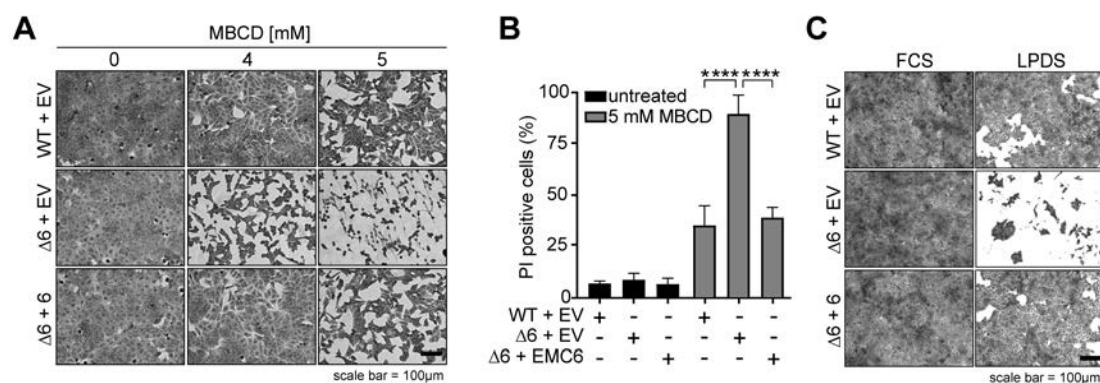 A
MBCD [mM]
0 4 5
WT + EV
Δ6 + EV
Δ6 + 6
scale bar = 100µm
B
**** ****
untreated
5 mM MBCD
PI positive cells (%)
100
75
50
25
0
WT + EV + - - + - -
Δ6 + EV - + - - + -
Δ6 + EMC6 - - + - - +
C
FCS LPDS
WT + EV
Δ6 + EV
Δ6 + 6
scale bar = 100µm